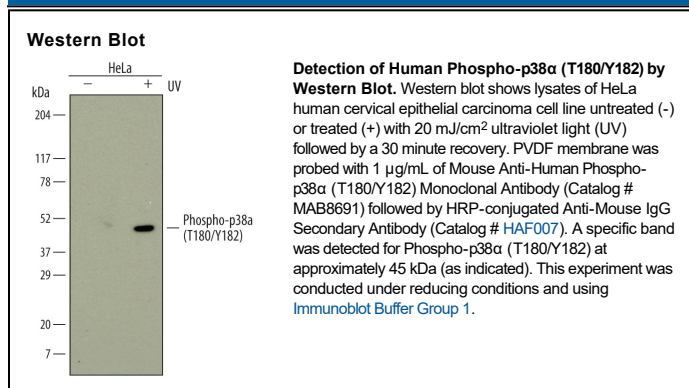 Western Blot
HeLa
− + UV
kDa
204
117
78
52
37
29
20
7
Phospho-p38a
(T180/Y182)
Detection of Human Phospho-p38α (T180/Y182) by
Western Blot. Western blot shows lysates of HeLa
human cervical epithelial carcinoma cell line untreated (-)
or treated (+) with 20 mJ/cm² ultraviolet light (UV)
followed by a 30 minute recovery. PVDF membrane was
probed with 1 µg/mL of Mouse Anti-Human Phospho-
p38α (T180/Y182) Monoclonal Antibody (Catalog #
MAB8691) followed by HRP-conjugated Anti-Mouse IgG
Secondary Antibody (Catalog # HAF007). A specific band
was detected for Phospho-p38α (T180/Y182) at
approximately 45 kDa (as indicated). This experiment was
conducted under reducing conditions and using
Immunoblot Buffer Group 1.